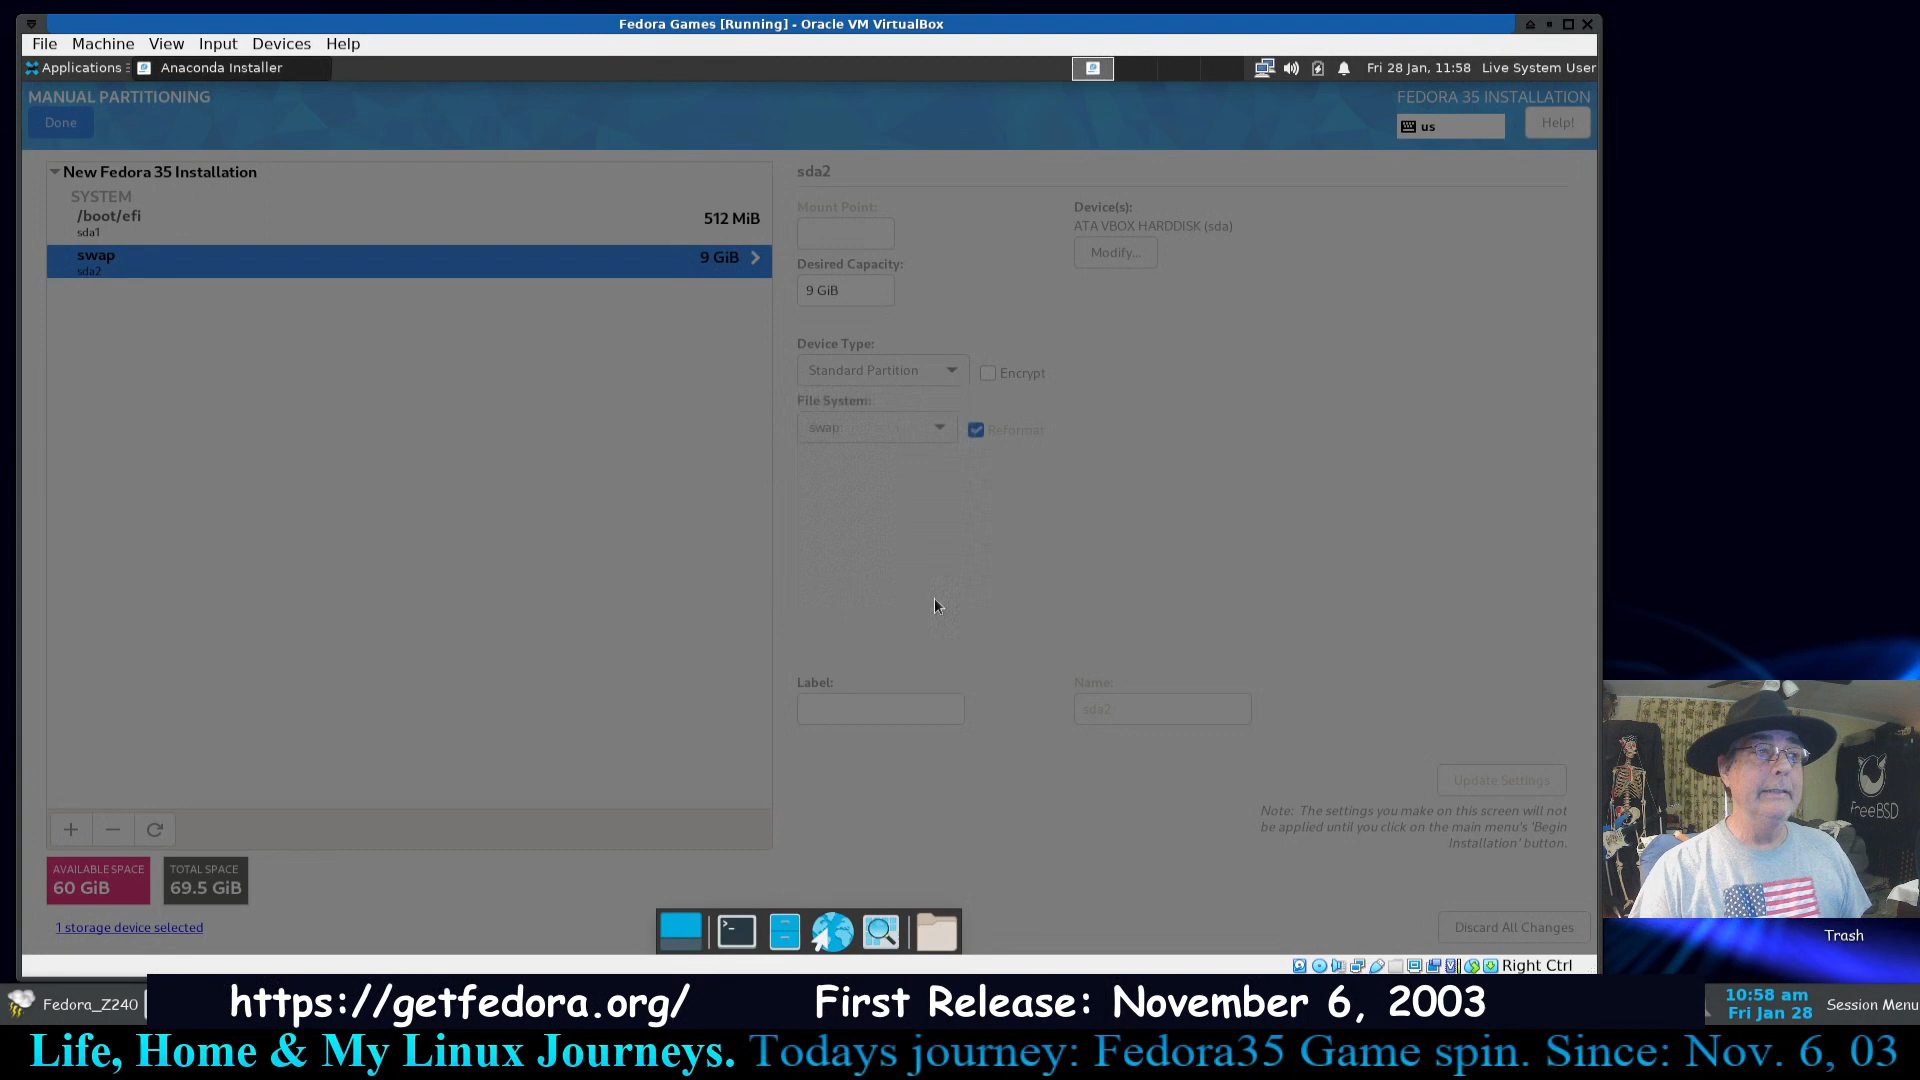 Fedora Games [Running] - Oracle VM VirtualBox
File Machine View Input Devices Help
Applications Anaconda Installer Fri 28 Jan, 11:58 Live System User
MANUAL PARTITIONING
FEDORA 35 INSTALLATION
Done
us
Help!
New Fedora 35 Installation
SYSTEM
/boot/efi
sda1
512 MiB
swap
sda2
9 GiB
sda2
Mount Point:
Device(s):
ATA VBOX HARDDISK (sda)
Modify...
Desired Capacity:
9 GiB
Device Type:
Standard Partition
Encrypt
File System:
swap
Reformat
Label:
Name:
sda2
Update Settings
Note: The settings you make on this screen will not
be applied until you click on the main menu's 'Begin
Installation' button.
AVAILABLE SPACE
60 GiB
TOTAL SPACE
69.5 GiB
1 storage device selected
Discard All Changes
FreeBSD
Trash
Right Ctrl
Fedora_Z240
https://getfedora.org/ First Release: November 6, 2003
10:58 am
Fri Jan 28
Session Menu
Life, Home & My Linux Journeys. Todays journey: Fedora35 Game spin. Since: Nov. 6, 03